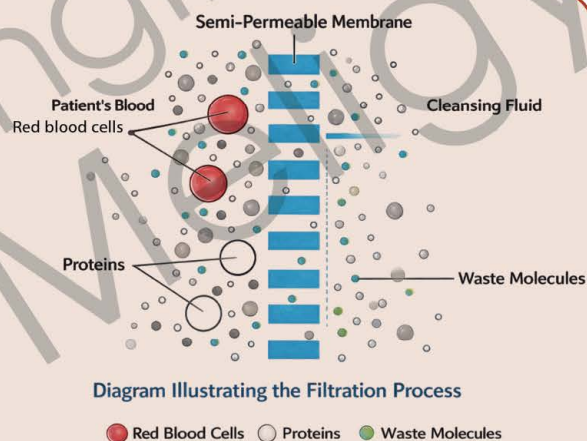 Semi-Permeable Membrane
Patient's Blood
Cleansing Fluid
Red blood cells
Proteins
Waste Molecules
Diagram Illustrating the Filtration Process
Red Blood Cells
Proteins
Waste Molecules